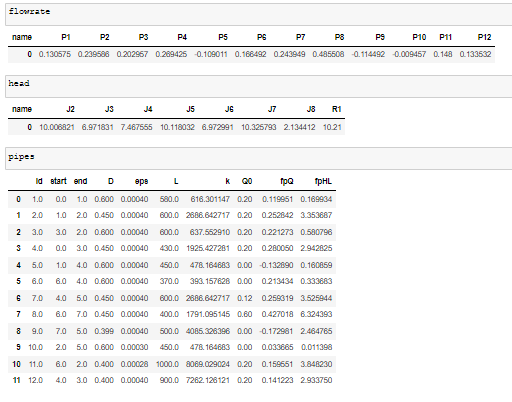 flowrate
name P1 P2 P3 P4 P5 P6 P7 P8 P9 P10 P11 P12
0 0.130575 0.239586 0.202957 0.269425 -0.109011 0.166492 0.243949 0.485508 -0.114492 -0.009457 0.148 0.133532
head
name J2 J3 J4 J5 J6 J7 J8 R1
0 10.006821 6.971831 7.467555 10.118032 6.972991 10.325793 2.134412 10.21
pipes
id start end D eps L k Q0 fpQ fpHL
0 1.0 0.0 1.0 0.600 0.00040 580.0 616.301147 0.20 0.119951 0.169934
1 2.0 1.0 2.0 0.450 0.00040 600.0 2686.642717 0.20 0.252842 3.353687
2 3.0 3.0 2.0 0.600 0.00040 600.0 637.552910 0.20 0.221273 0.580796
3 4.0 0.0 3.0 0.450 0.00040 430.0 1925.427281 0.20 0.280050 2.942825
4 5.0 1.0 4.0 0.600 0.00040 450.0 478.164683 0.00 -0.132890 0.160859
5 6.0 6.0 4.0 0.600 0.00040 370.0 393.157628 0.00 0.213434 0.333683
6 7.0 4.0 5.0 0.450 0.00040 600.0 2686.642717 0.12 0.259319 3.525944
7 8.0 6.0 7.0 0.450 0.00040 400.0 1791.095145 0.60 0.427018 6.324393
8 9.0 7.0 5.0 0.399 0.00040 500.0 4085.326396 0.00 -0.172981 2.464765
9 10.0 2.0 5.0 0.600 0.00030 450.0 478.164683 0.00 0.033665 0.011398
10 11.0 6.0 2.0 0.400 0.00028 1000.0 8069.029024 0.20 0.159551 3.848230
11 12.0 4.0 3.0 0.400 0.00040 900.0 7262.126121 0.20 0.141223 2.933750